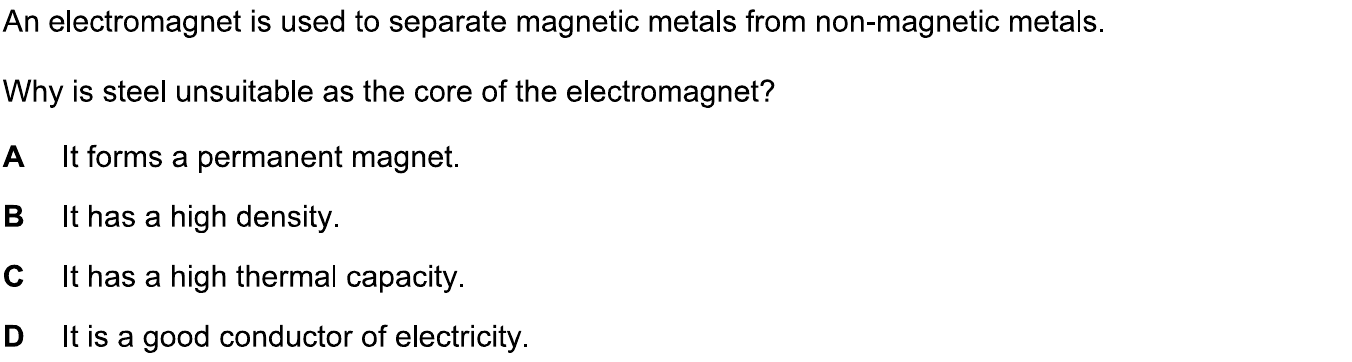 An electromagnet is used to separate magnetic metals from non-magnetic metals.
Why is steel unsuitable as the core of the electromagnet?
A It forms a permanent magnet.
B It has a high density.
C It has a high thermal capacity.
D It is a good conductor of electricity.